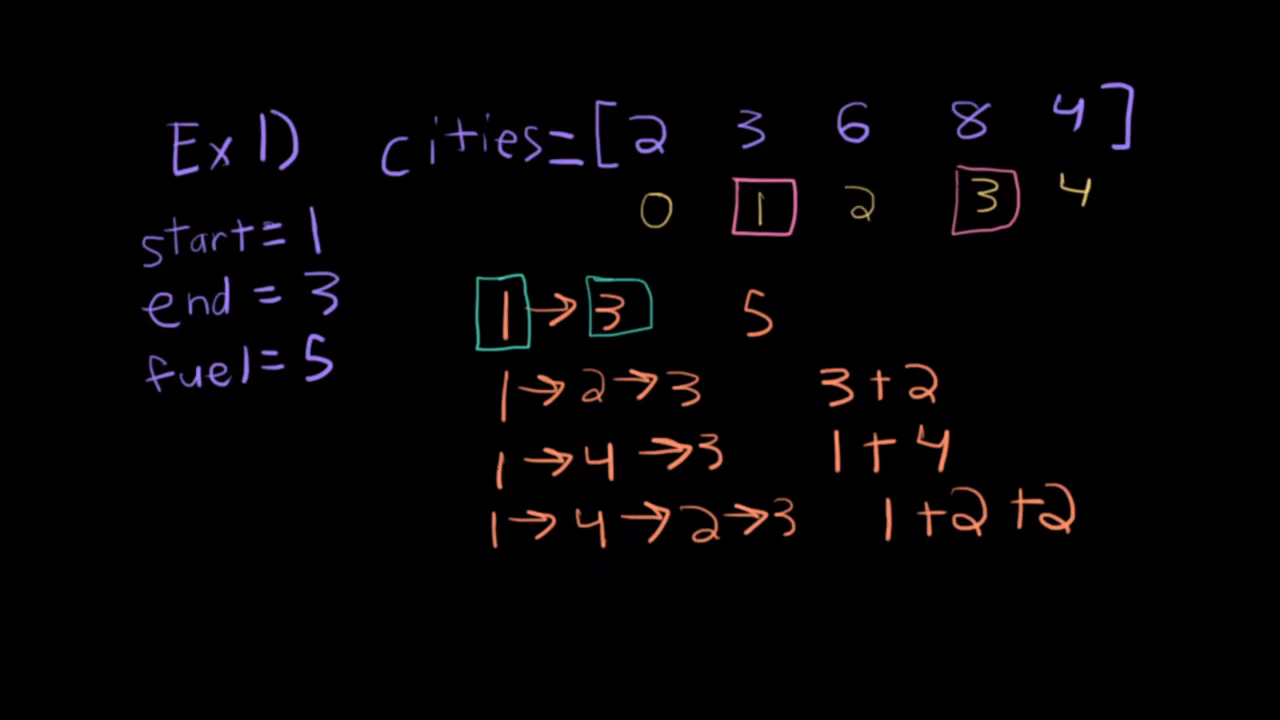 Ex 1) cities=[2 3 6 8 4]
0 1 2 3 4
start=1
end=3
fuel=5
1→3 5
1→2→3 3+2
1→4→3 1+4
1→4→2→3 1+2+2